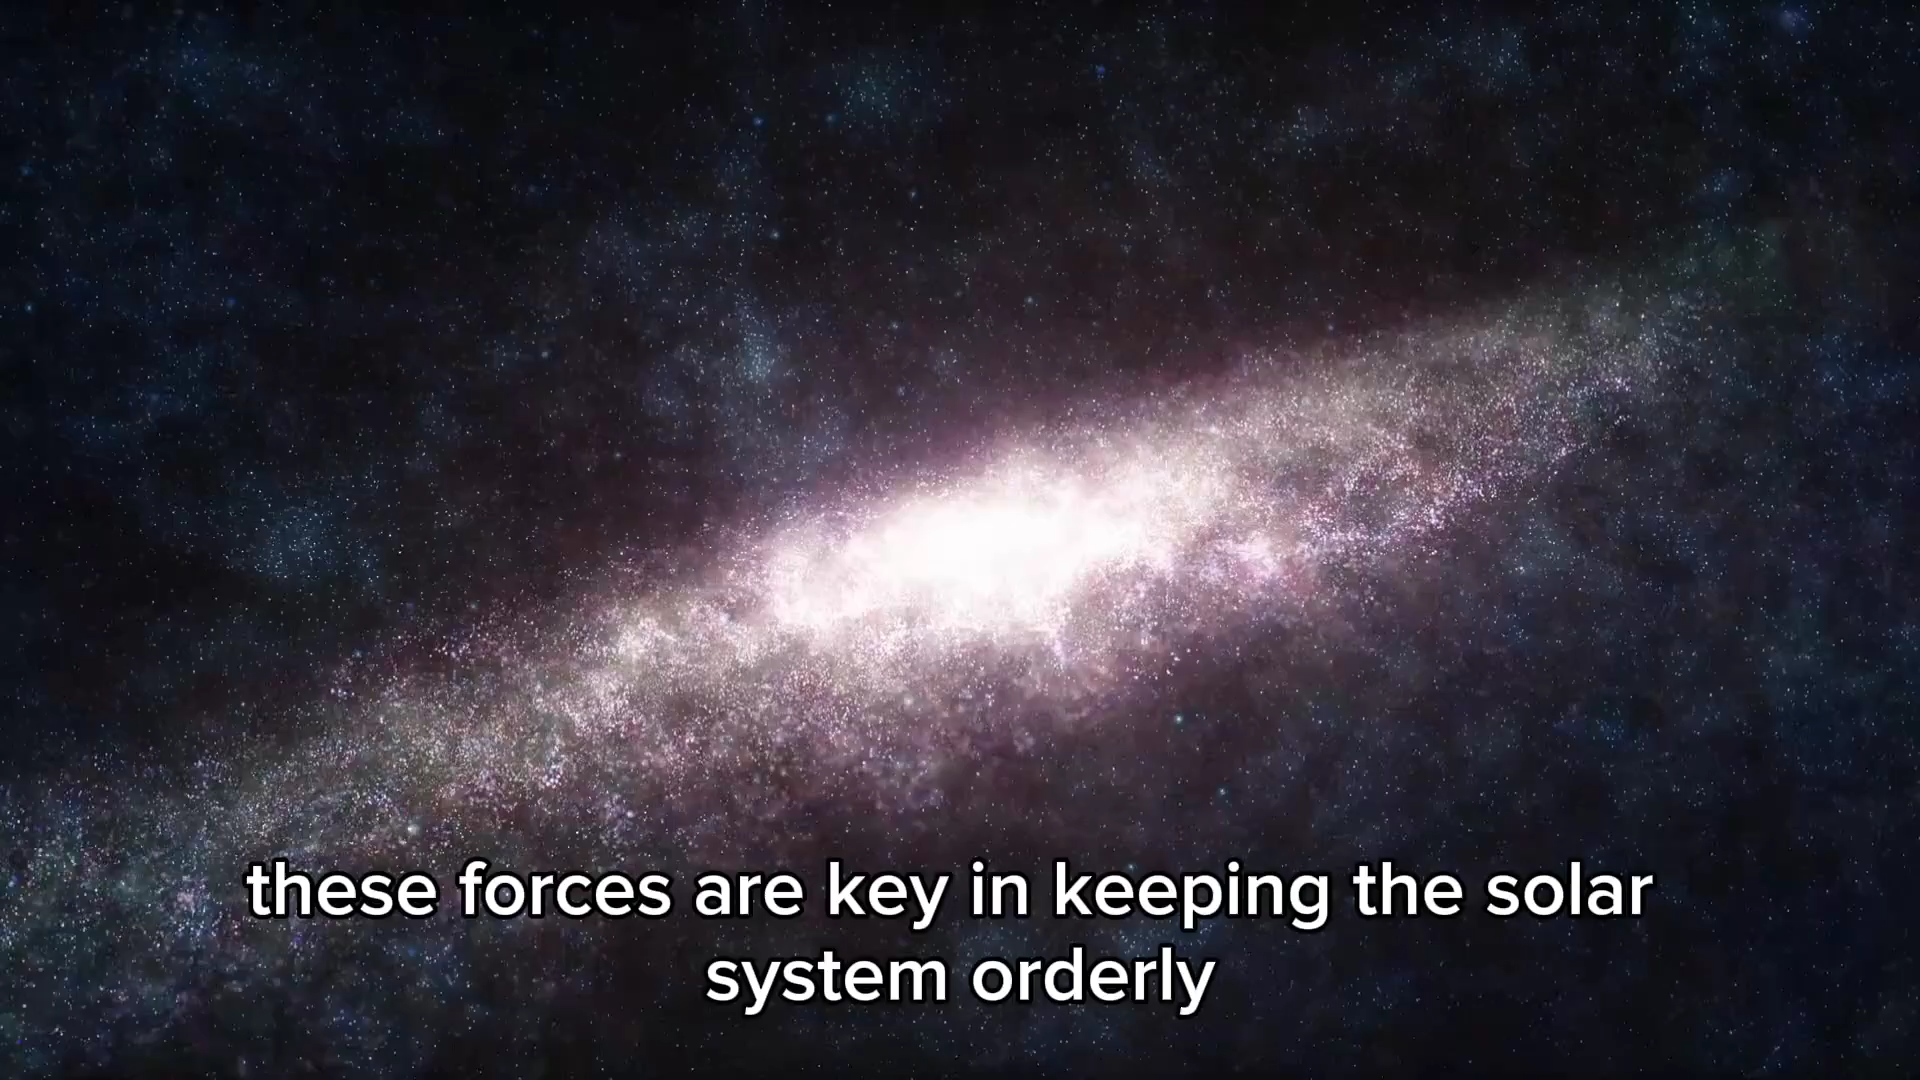 these forces are key in keeping the solar
system orderly